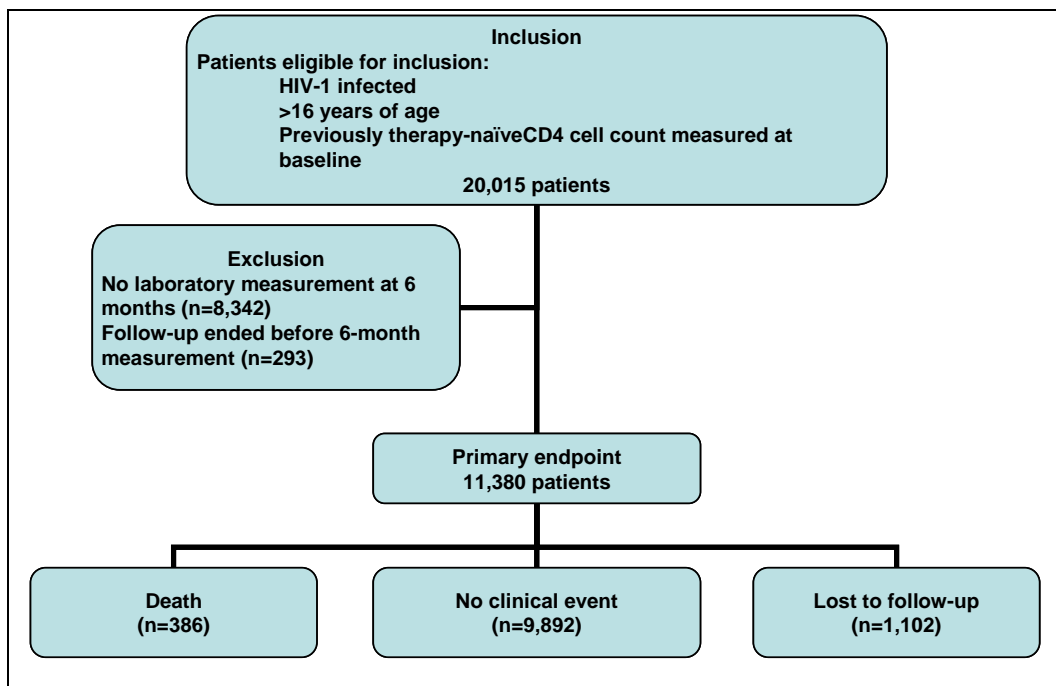 Inclusion
Patients eligible for inclusion:
HIV-1 infected
>16 years of age
Previously therapy-naïveCD4 cell count measured at
baseline
20,015 patients
Exclusion
No laboratory measurement at 6
months (n=8,342)
Follow-up ended before 6-month
measurement (n=293)
Primary endpoint
11,380 patients
Death
(n=386)
No clinical event
(n=9,892)
Lost to follow-up
(n=1,102)